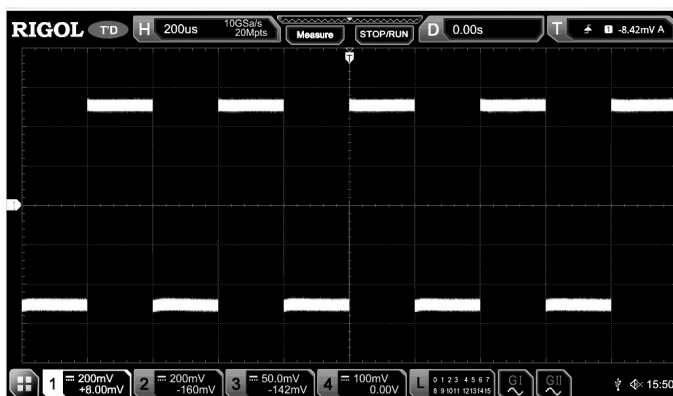 RIGOL T'D H 200us 10GSa/s 20Mpts Measure STOP/RUN D 0.00s T 1 -8.42mV A
T
1
1 200mV +8.00mV 2 200mV -160mV 3 50.0mV -142mV 4 100mV 0.00V L 0 1 2 3 4 5 6 7 8 9 10 11 12 13 14 15 GI GII 15:50